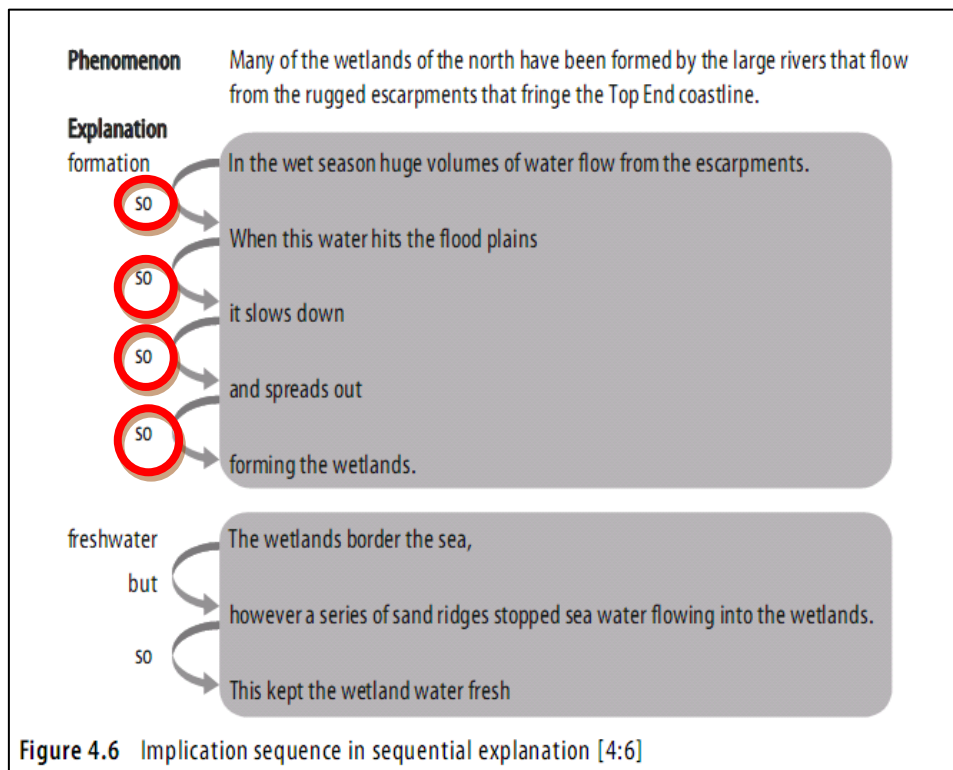 Phenomenon Many of the wetlands of the north have been formed by the large rivers that flow
from the rugged escarpments that fringe the Top End coastline.
Explanation
formation In the wet season huge volumes of water flow from the escarpments.
so
When this water hits the flood plains
so
it slows down
so
and spreads out
so
forming the wetlands.
freshwater The wetlands border the sea,
but
however a series of sand ridges stopped sea water flowing into the wetlands.
so
This kept the wetland water fresh
Figure 4.6 Implication sequence in sequential explanation [4:6]